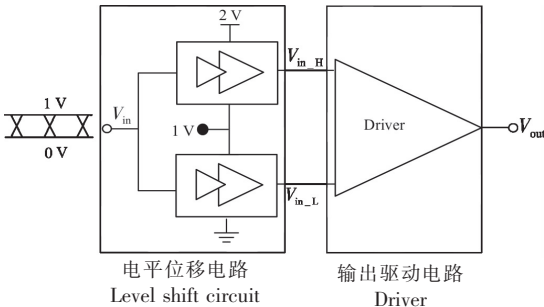 2 V
V_in_H
1 V
V_in
Driver
V_out
1 V
0 V
V_in_L
电平位移电路
Level shift circuit
输出驱动电路
Driver